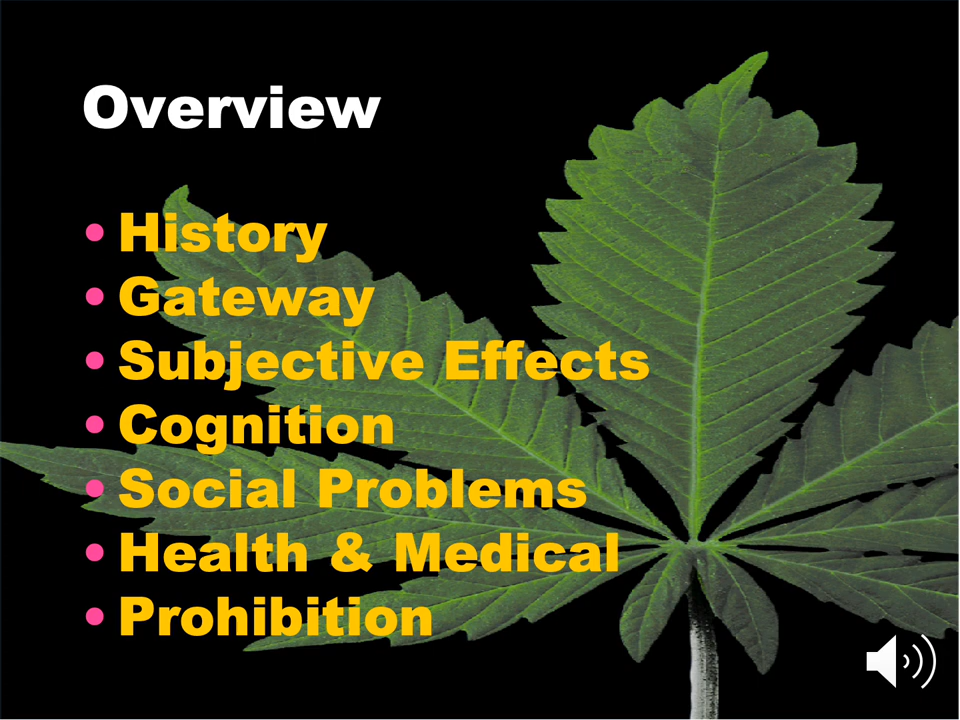 Overview
• History
• Gateway
• Subjective Effects
• Cognition
• Social Problems
• Health & Medical
• Prohibition